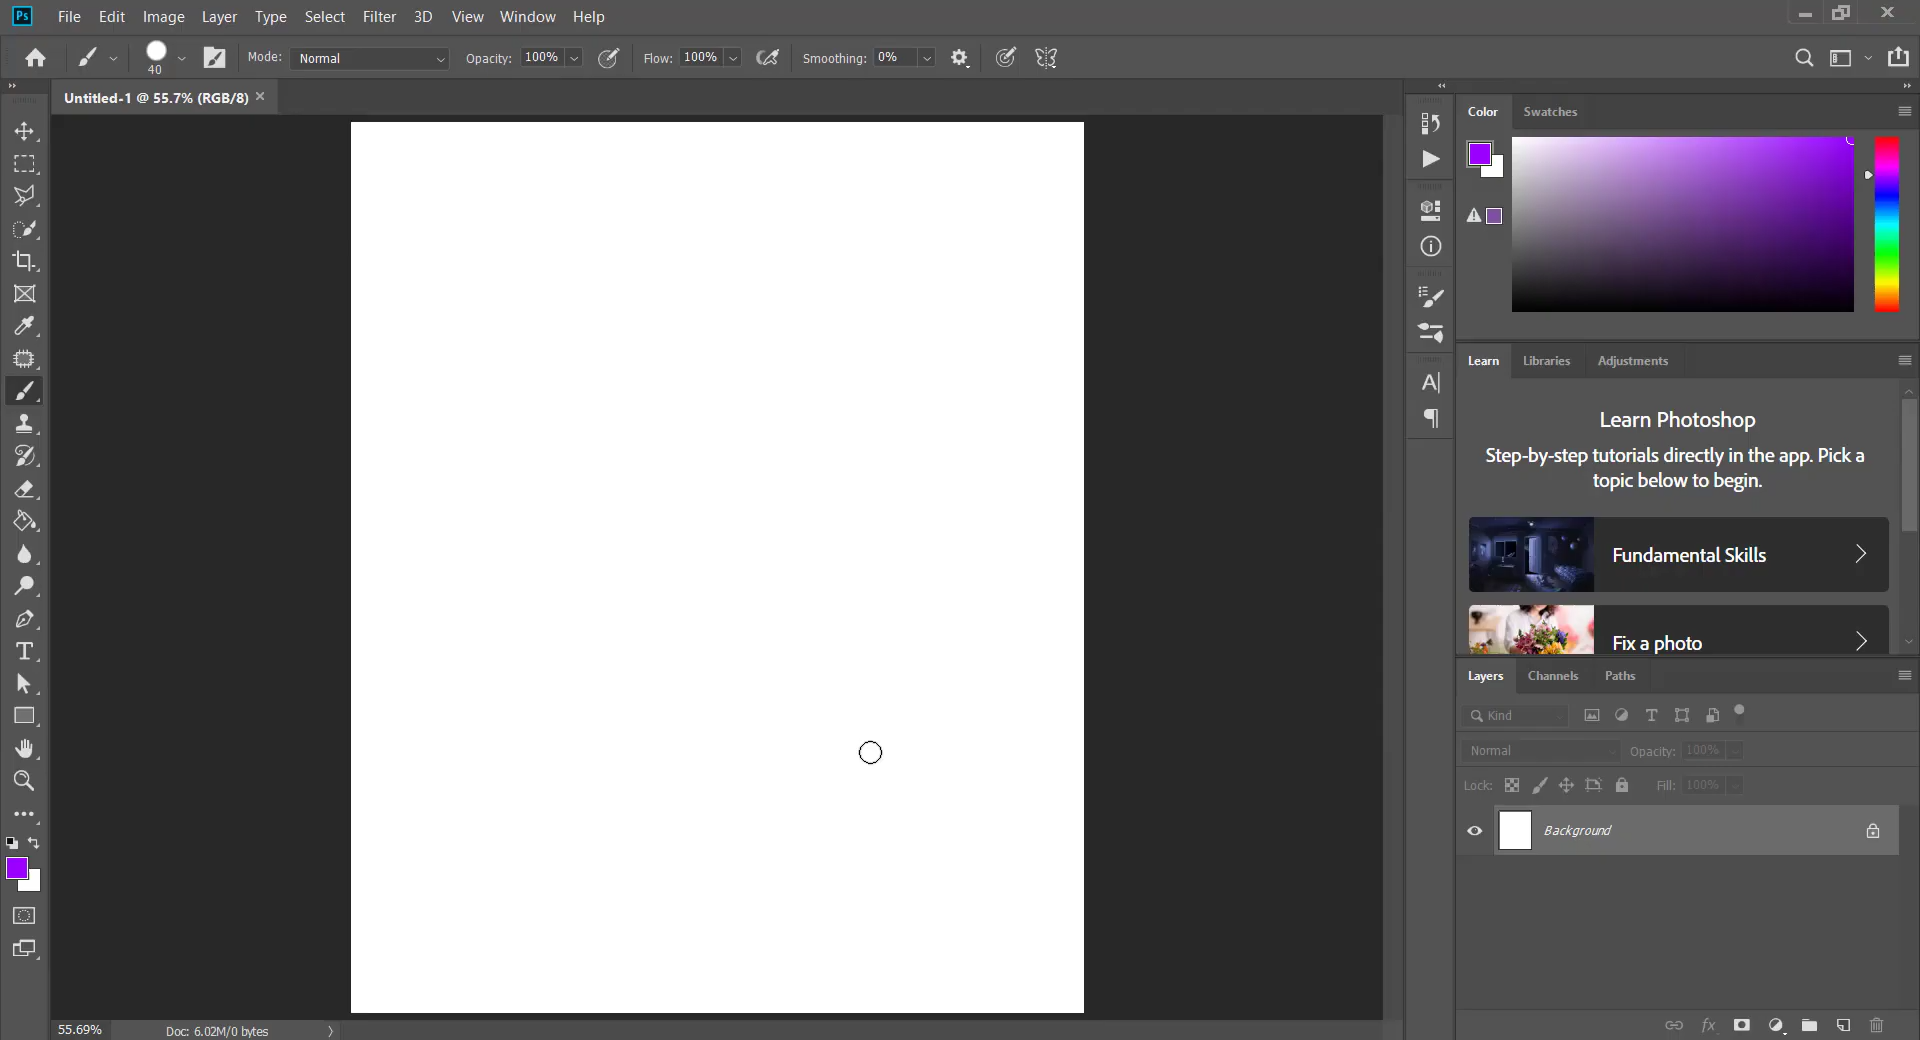 Ps File Edit Image Layer Type Select Filter 3D View Window Help
40 Mode: Normal Opacity: 100% Flow: 100% Smoothing: 0%
Untitled-1 @ 55.7% (RGB/8)
Color Swatches
Learn Libraries Adjustments
Learn Photoshop
Step-by-step tutorials directly in the app. Pick a
topic below to begin.
Fundamental Skills
Fix a photo
Layers Channels Paths
Kind
Normal Opacity: 100%
Lock: Fill: 100%
Background
55.69% Doc: 6.02M/0 bytes